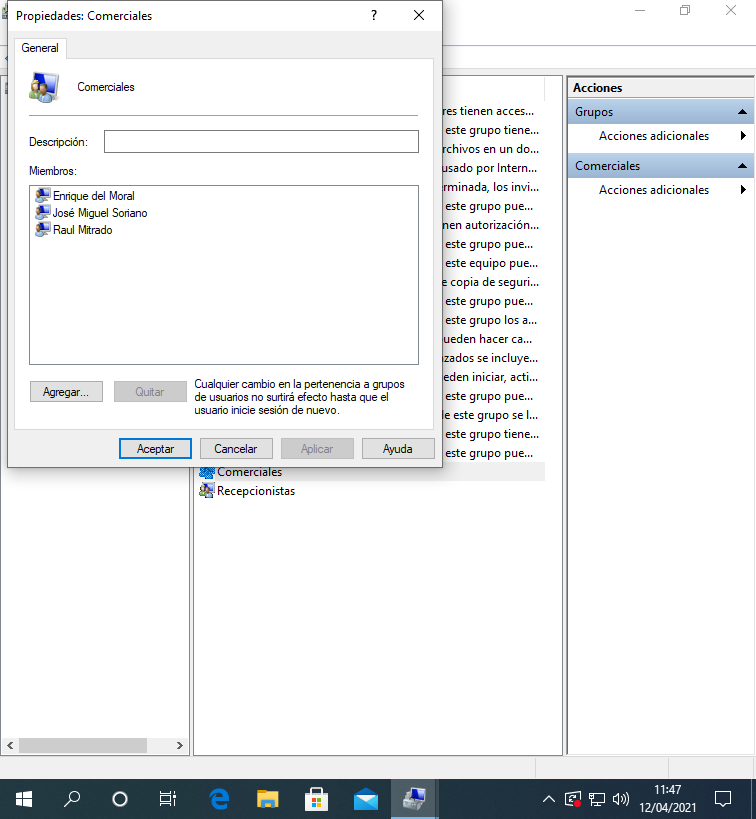 Propiedades: Comerciales
?
General
Comerciales
Descripción:
Miembros:
Enrique del Moral
José Miguel Soriano
Raul Mitrado
Agregar...
Quitar
Cualquier cambio en la pertenencia a grupos
de usuarios no surtirá efecto hasta que el
usuario inicie sesión de nuevo.
Aceptar
Cancelar
Aplicar
Ayuda
res tienen acces...
este grupo tiene...
rchivos en un do...
usado por Intern...
rminada, los invi...
este grupo pue...
nen autorización...
este grupo pue...
este equipo pue...
e copia de seguri...
este grupo pue...
este grupo los a...
ueden hacer ca...
nzados se incluye...
eden iniciar, acti...
este grupo pue...
de este grupo se l...
este grupo tiene...
este grupo pue...
Comerciales
Recepcionistas
Acciones
Grupos
Acciones adicionales
Comerciales
Acciones adicionales
11:47
12/04/2021